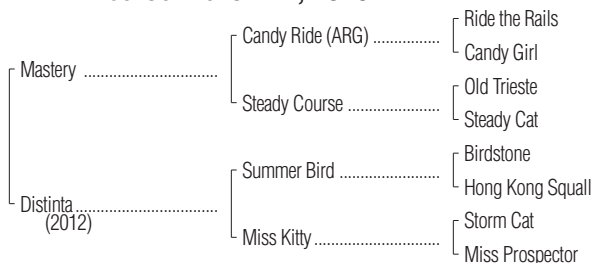 Ride the Rails
Candy Ride (ARG) ..................
Candy Girl
Mastery ....................................
Old Trieste
Steady Course ........................
Steady Cat
Birdstone
Summer Bird ...........................
Hong Kong Squall
Distinta .....................................
(2012)
Storm Cat
Miss Kitty .................................
Miss Prospector